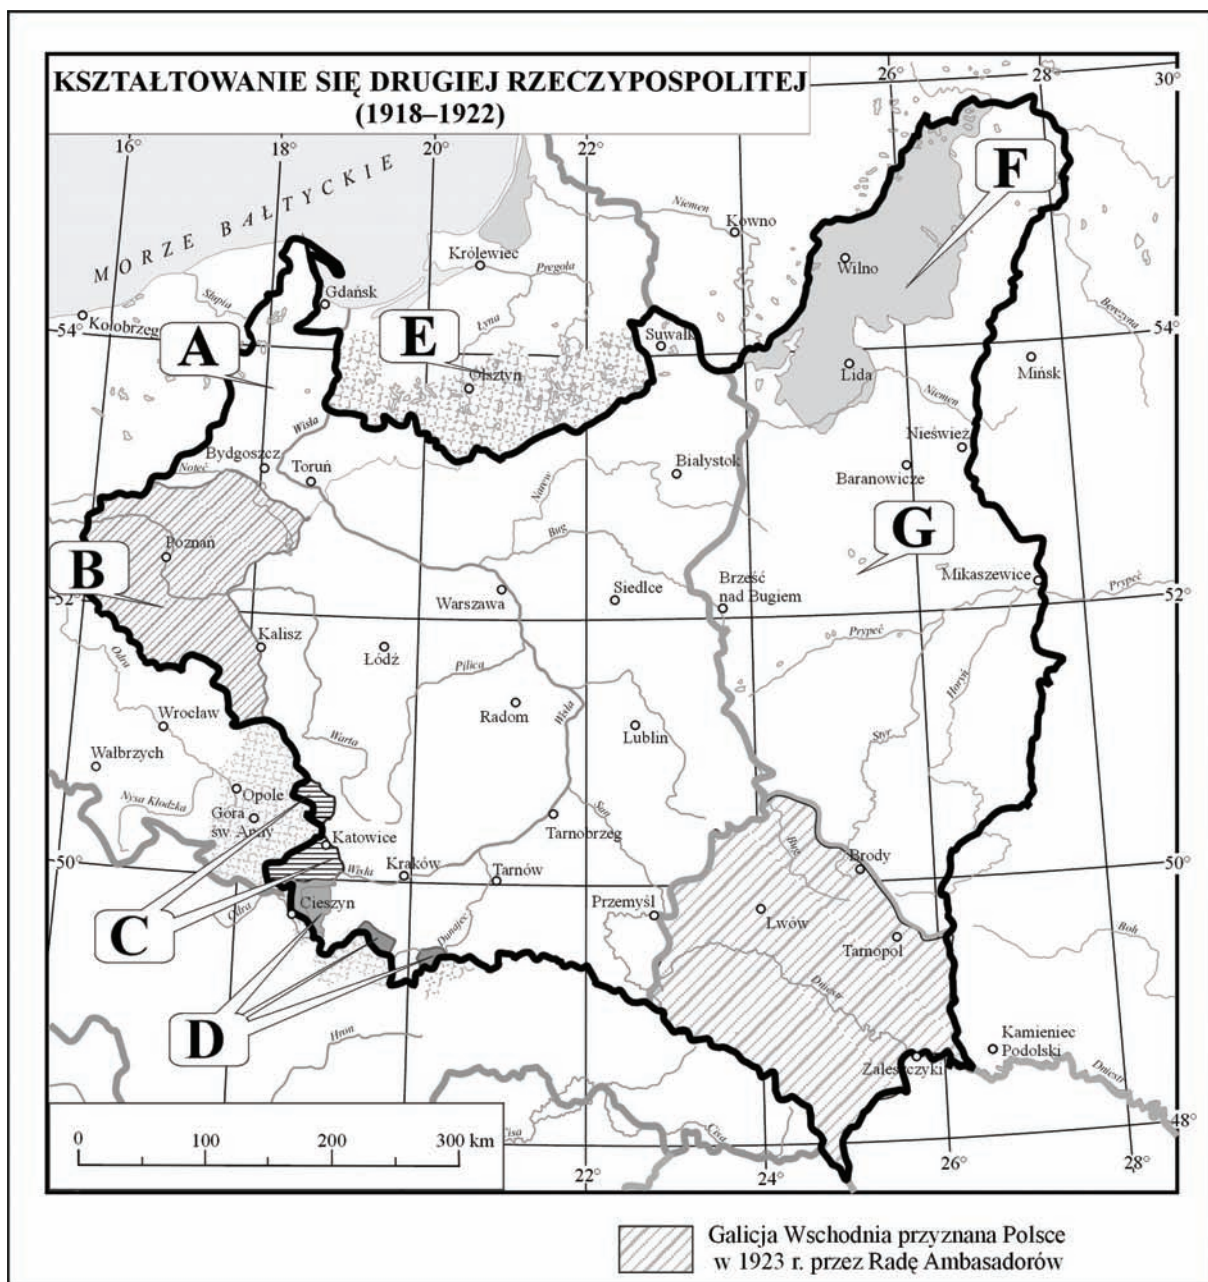 KSZTAŁTOWANIE SIĘ DRUGIEJ RZECZYPOSPOLITEJ
(1918–1922)
26° 28° 30°
16° 18° 20° 22°
MORZE BAŁTYCKIE
F
Niemen
Kowno
Królewiec
Pregoła
Wilno
Gdańsk
Słupia
Kołobrzeg
54°
Łyna
Berezyna
54°
A
E
Suwałki
Olsztyn
Lida
Mińsk
Niemen
Wisła
Nieśwież
Bydgoszcz
Toruń
Noteć
Białystok
Baranowicze
Narew
G
Poznań
Bug
B
Mikaszewice
Prypeć
Siedlce
Brześć
nad Bugiem
Warszawa
52°
52°
Prypeć
Kalisz
Łódź
Odra
Pilica
Horyń
Wrocław
Radom
Wisła
Lublin
Warta
Styr
Wałbrzych
Opole
Nysa Kłodzka
Góra
św. Anny
San
Tarnobrzeg
Katowice
Bug
Brody
50°
50°
Wisła
Kraków
Tarnów
Cieszyn
Przemyśl
Lwów
Odra
C
Dunajec
Tarnopol
Boh
Dniestr
D
Hron
Kamieniec
Podolski
Zaleszczyki
Dniestr
48°
0 100 200 300 km
Cisa
Cisa
22° 24° 26° 28°
Galicja Wschodnia przyznana Polsce
w 1923 r. przez Radę Ambasadorów